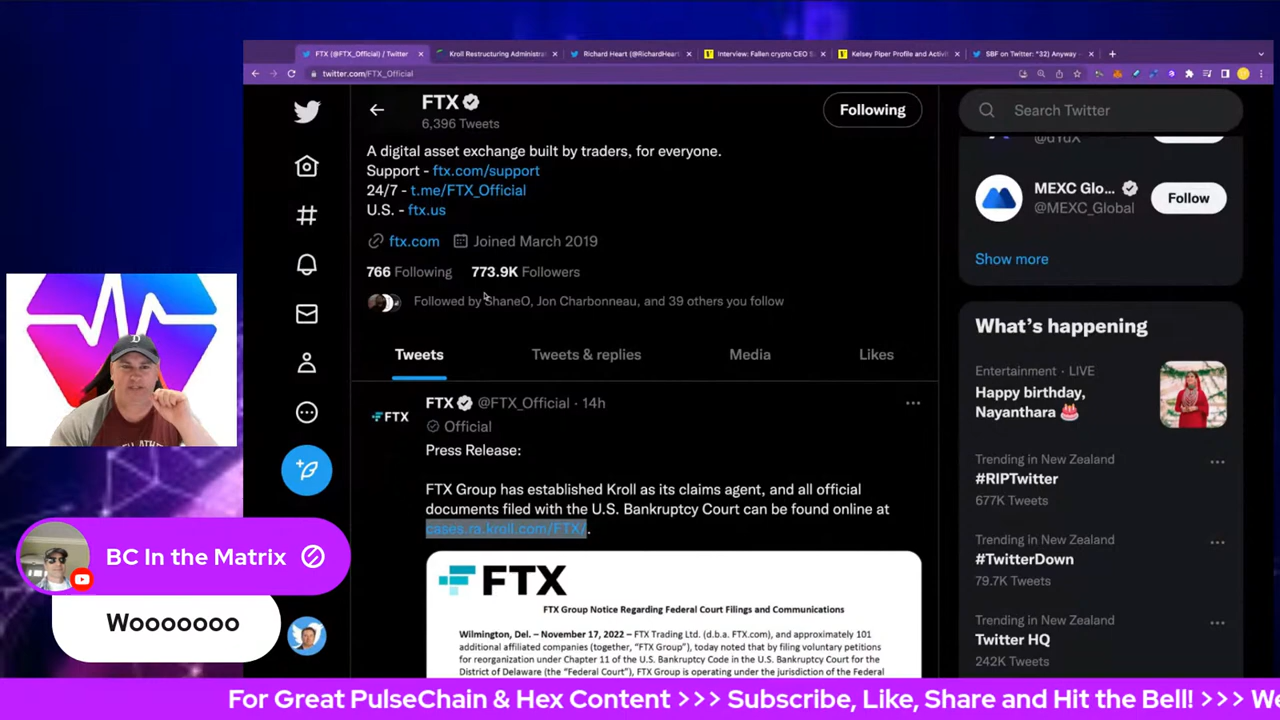 FTX (@FTX_Official) / Twitter
Kroll Restructuring Administrat
Richard Heart (@RichardHeart
Interview: Fallen crypto CEO
Kelsey Piper Profile and Activi
SBF on Twitter: "32) Anyway
twitter.com/FTX_Official
FTX
6,396 Tweets
Following
Search Twitter
A digital asset exchange built by traders, for everyone.
Support - ftx.com/support
24/7 - t.me/FTX_Official
U.S. - ftx.us
ftx.com Joined March 2019
766 Following 773.9K Followers
Followed by ShaneO, Jon Charbonneau, and 39 others you follow
Tweets
Tweets & replies
Media
Likes
FTX @FTX_Official · 14h
Official
Press Release:
FTX Group has established Kroll as its claims agent, and all official
documents filed with the U.S. Bankruptcy Court can be found online at
cases.ra.kroll.com/FTX/.
FTX
FTX
FTX Group Notice Regarding Federal Court Filings and Communications
Wilmington, Del. – November 17, 2022 – FTX Trading Ltd. (d.b.a. FTX.com), and approximately 101
additional affiliated companies (together, "FTX Group"), today noted that by filing voluntary petitions
for reorganization under Chapter 11 of the U.S. Bankruptcy Code in the U.S. Bankruptcy Court for the
District of Delaware (the "Federal Court"), FTX Group is operating under the jurisdiction of the Federal
MEXC Glo...
@MEXC_Global
Follow
Show more
What's happening
Entertainment · LIVE
Happy birthday,
Nayanthara
Trending in New Zealand
#RIPTwitter
677K Tweets
Trending in New Zealand
#TwitterDown
79.7K Tweets
Trending in New Zealand
Twitter HQ
242K Tweets
D
BC In the Matrix
Wooooooo
For Great PulseChain & Hex Content >>> Subscribe, Like, Share and Hit the Bell! >>> We